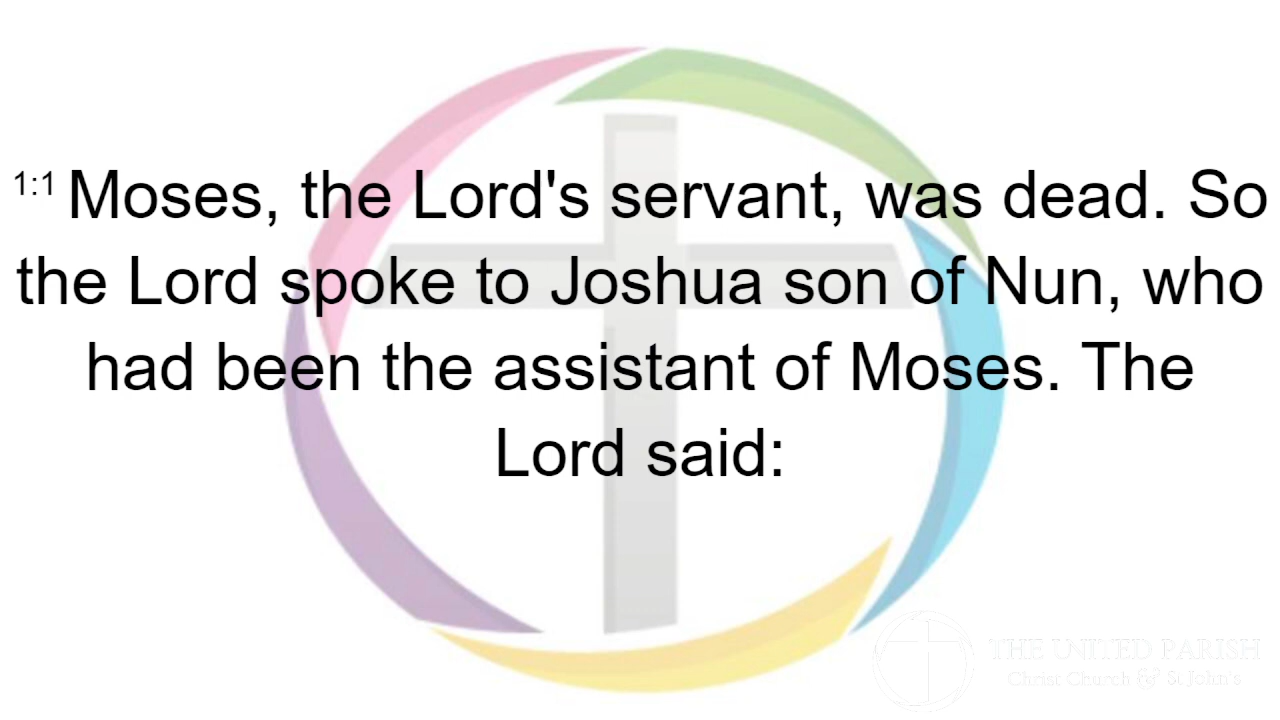 1:1 Moses, the Lord's servant, was dead. So
the Lord spoke to Joshua son of Nun, who
had been the assistant of Moses. The
Lord said:
THE UNITED PARISH
Christ Church & St John's